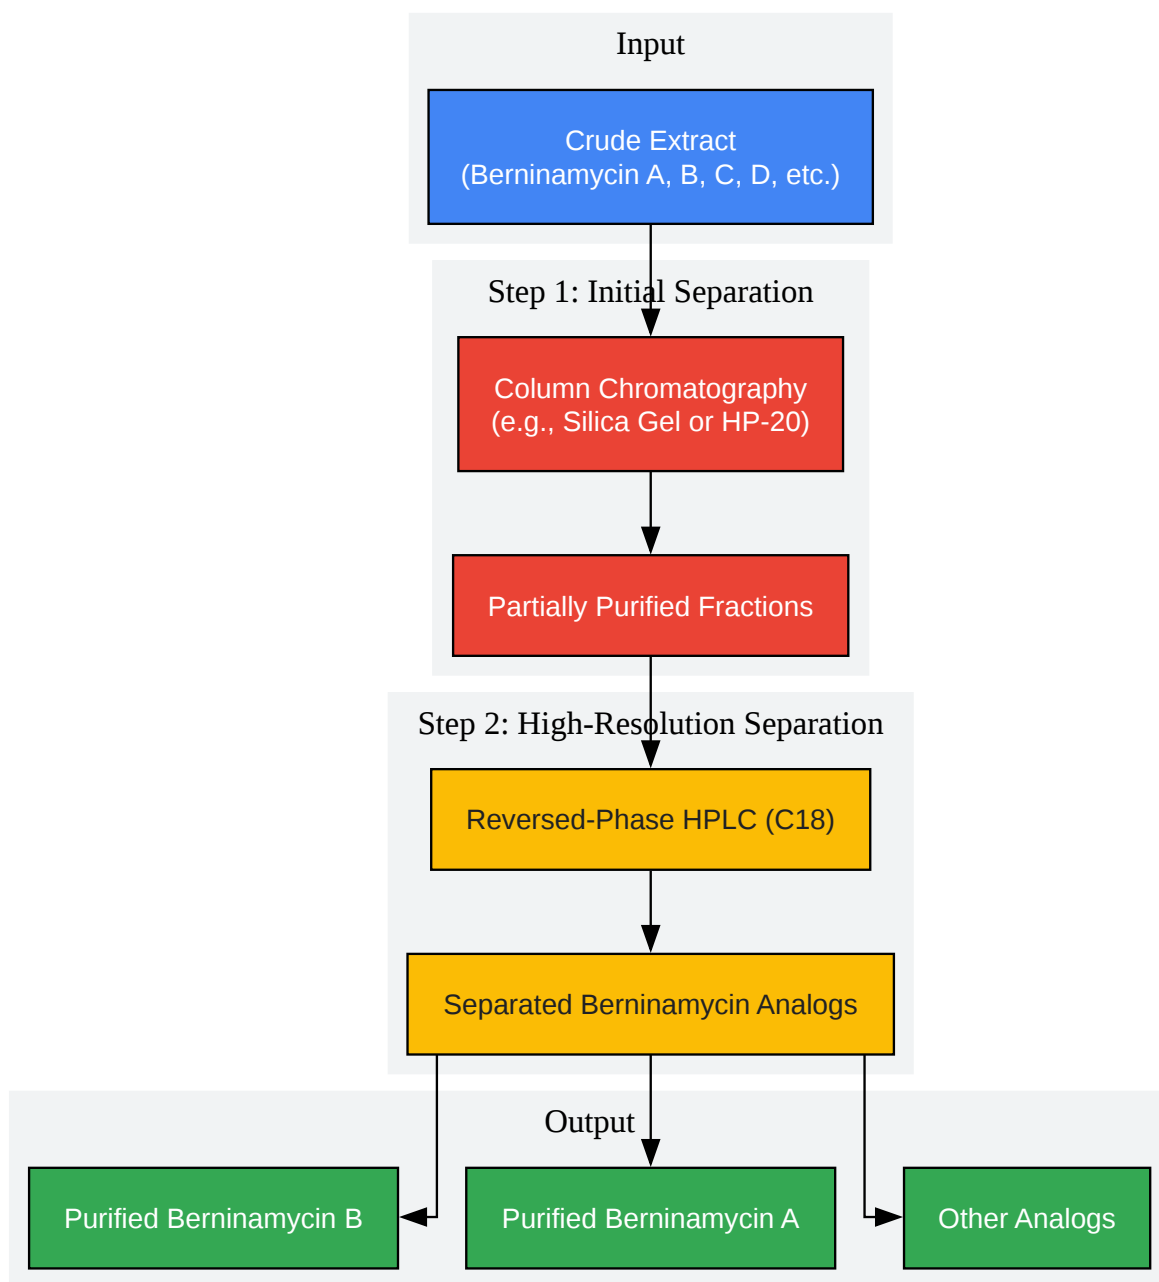 Input
Crude Extract
(Berninamycin A, B, C, D, etc.)
Step 1: Initial Separation
Column Chromatography
(e.g., Silica Gel or HP-20)
Partially Purified Fractions
Step 2: High-Resolution Separation
Reversed-Phase HPLC (C18)
Separated Berninamycin Analogs
Output
Purified Berninamycin B
Purified Berninamycin A
Other Analogs